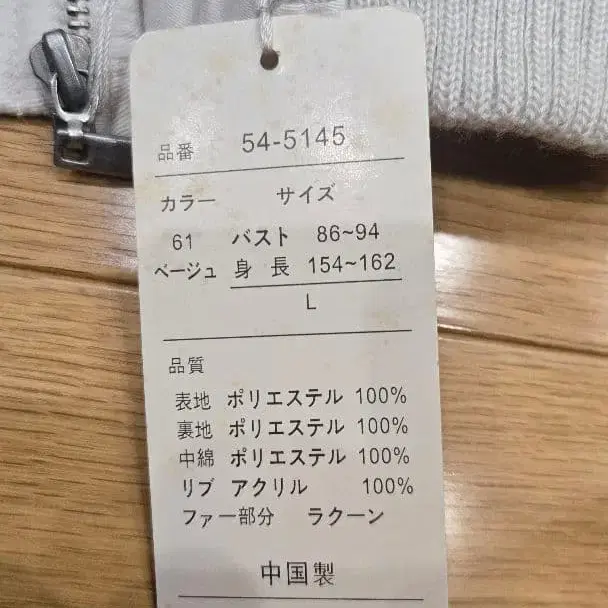 品番 54-5145
カラー サイズ
61 バスト 86~94
ベージュ 身 長 154~162
L
品質
表地 ポリエステル 100%
裏地 ポリエステル 100%
中綿 ポリエステル 100%
リブ アクリル 100%
ファー部分 ラクーン
中国製